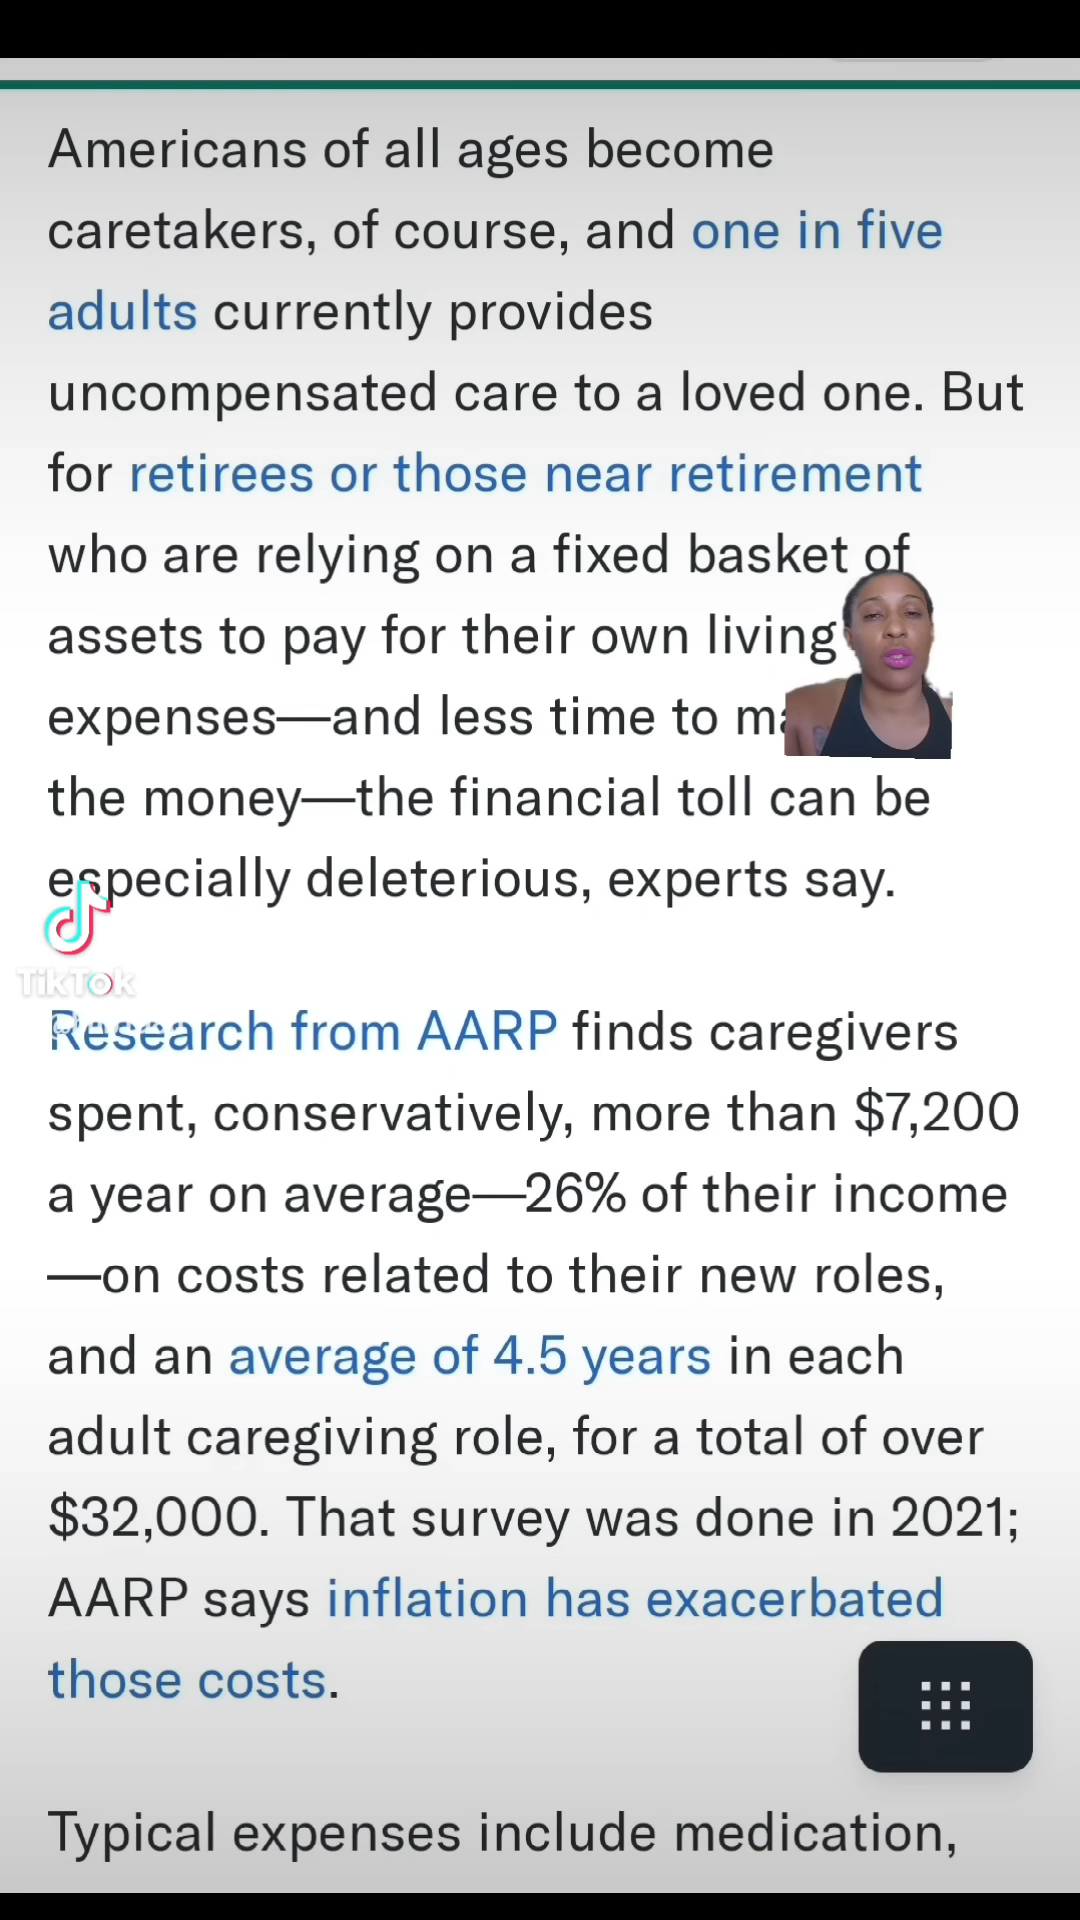 Americans of all ages become
caretakers, of course, and one in five
adults currently provides
uncompensated care to a loved one. But
for retirees or those near retirement
who are relying on a fixed basket of
assets to pay for their own living
expenses—and less time to ma
the money—the financial toll can be
especially deleterious, experts say.
TikTok
Research from AARP finds caregivers
spent, conservatively, more than $7,200
a year on average—26% of their income
—on costs related to their new roles,
and an average of 4.5 years in each
adult caregiving role, for a total of over
$32,000. That survey was done in 2021;
AARP says inflation has exacerbated
those costs.
Typical expenses include medication,